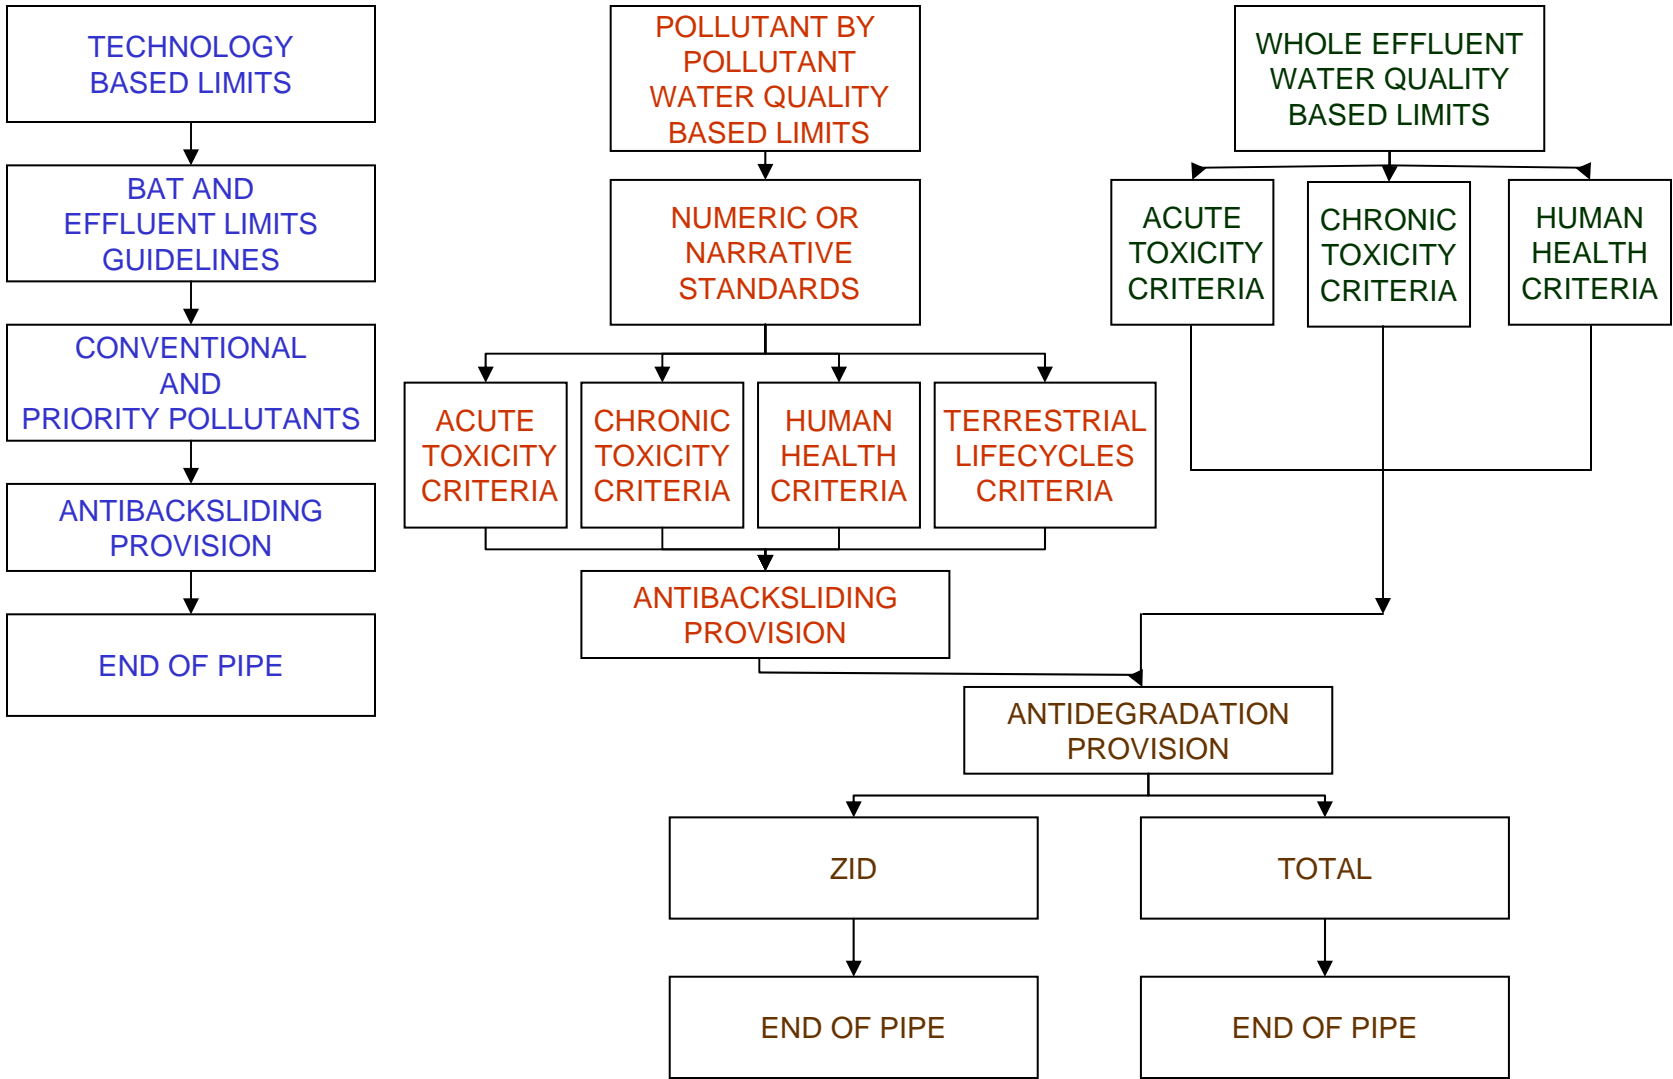 TECHNOLOGY
BASED LIMITS
BAT AND
EFFLUENT LIMITS
GUIDELINES
CONVENTIONAL
AND
PRIORITY POLLUTANTS
ANTIBACKSLIDING
PROVISION
END OF PIPE
POLLUTANT BY
POLLUTANT
WATER QUALITY
BASED LIMITS
NUMERIC OR
NARRATIVE
STANDARDS
ACUTE
TOXICITY
CRITERIA
CHRONIC
TOXICITY
CRITERIA
HUMAN
HEALTH
CRITERIA
TERRESTRIAL
LIFECYCLES
CRITERIA
ANTIBACKSLIDING
PROVISION
WHOLE EFFLUENT
WATER QUALITY
BASED LIMITS
ACUTE
TOXICITY
CRITERIA
CHRONIC
TOXICITY
CRITERIA
HUMAN
HEALTH
CRITERIA
ANTIDEGRADATION
PROVISION
ZID
TOTAL
END OF PIPE
END OF PIPE